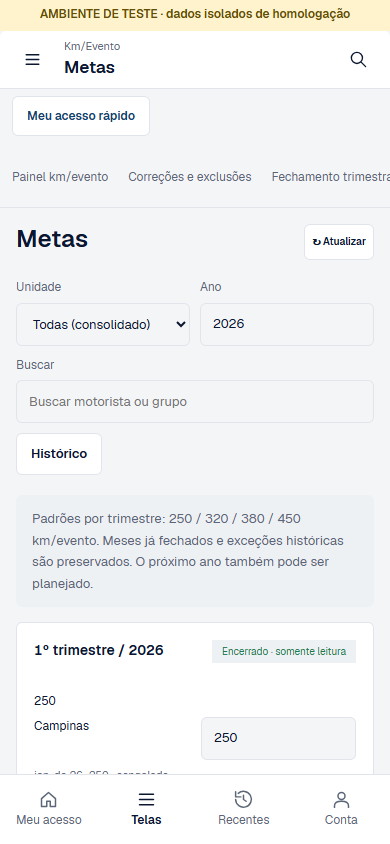 AMBIENTE DE TESTE · dados isolados de homologação
Km/Evento
Metas
Meu acesso rápido
Painel km/evento Correções e exclusões Fechamento trimestra
Metas
↻ Atualizar
Unidade Ano
Todas (consolidado) 2026
Buscar
Buscar motorista ou grupo
Histórico
Padrões por trimestre: 250 / 320 / 380 / 450
km/evento. Meses já fechados e exceções históricas
são preservados. O próximo ano também pode ser
planejado.
1º trimestre / 2026 Encerrado · somente leitura
250
Campinas
250
Meu acesso Telas Recentes Conta